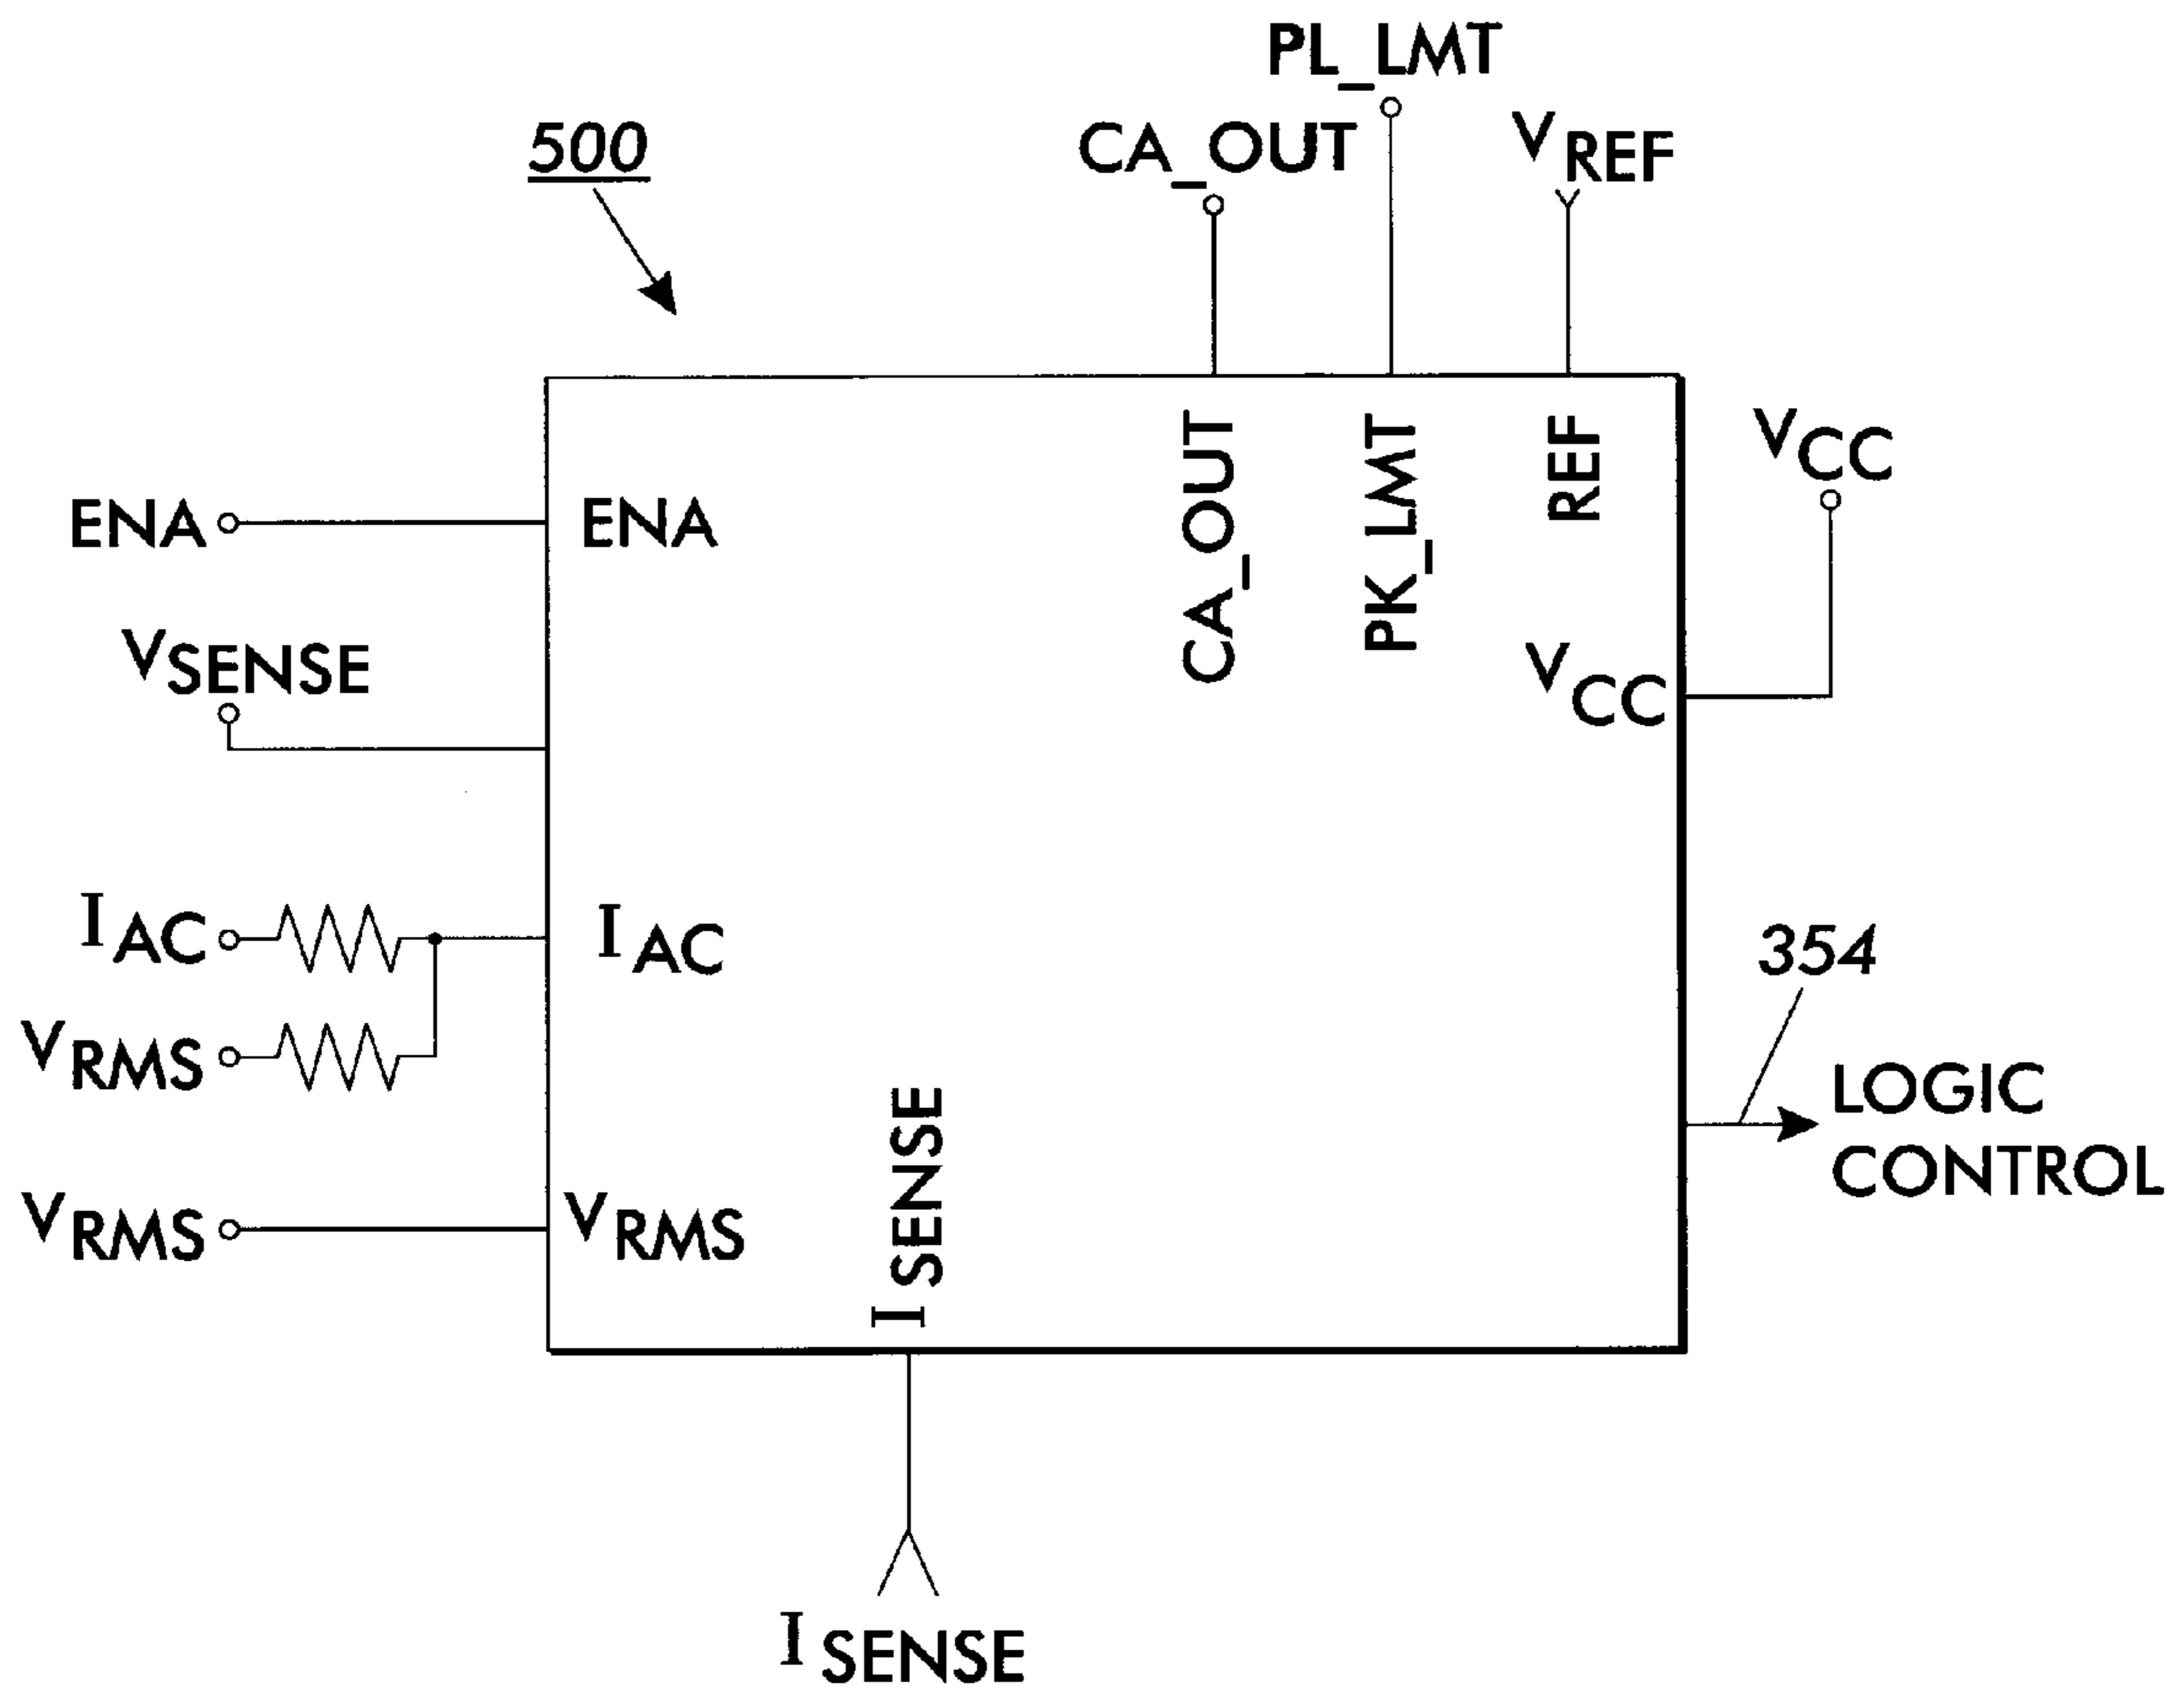 PL_LMT
500
CA_OUT
VREF
ENA
ENA
CA_OUT
PK_LMT
REF
VCC
VSENSE
VCC
IAC
IAC
354
VRMS
LOGIC
CONTROL
VRMS
VRMS
ISENSE
ISENSE